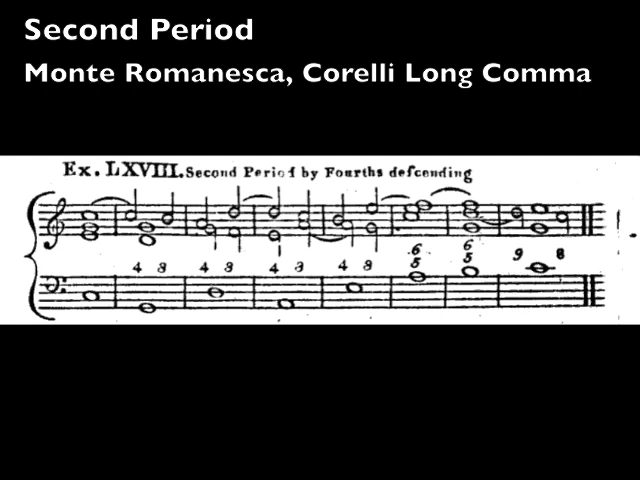 Second Period
Monte Romanesca, Corelli Long Comma
Ex. LXVIII. Second Period by Fourths defcending
6 6
4 3 4 3 4 3 4 3 5 5 9 8